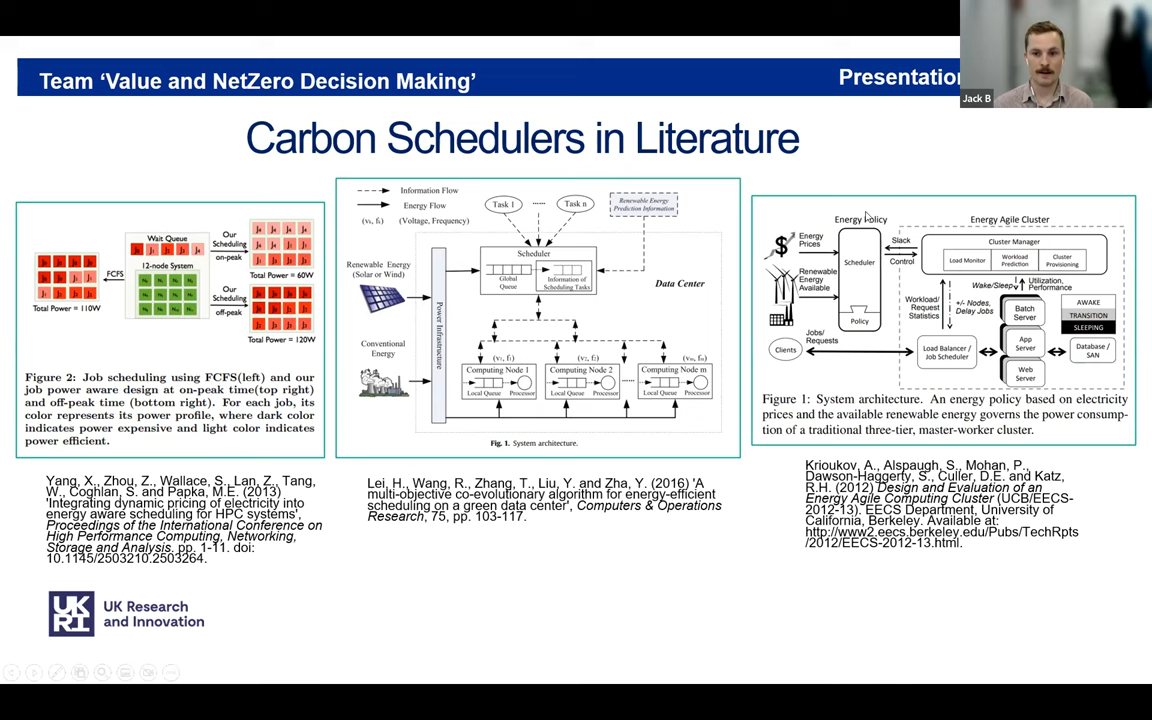 Team ‘Value and NetZero Decision Making’
Presentation
Jack B
Carbon Schedulers in Literature
Wait Queue
12-node System
FCFS
Our
Scheduling
on-peak
Our
Scheduling
off-peak
Total Power = 110W
Total Power = 60W
Total Power = 120W
Figure 2: Job scheduling using FCFS(left) and our
job power aware design at on-peak time(top right)
and off-peak time (bottom right). For each job, its
color represents its power profile, where dark color
indicates power expensive and light color indicates
power efficient.
Yang, X., Zhou, Z., Wallace, S., Lan, Z., Tang,
W., Coghlan, S. and Papka, M.E. (2013)
'Integrating dynamic pricing of electricity into
energy aware scheduling for HPC systems',
Proceedings of the International Conference on
High Performance Computing, Networking,
Storage and Analysis. pp. 1-11. doi:
10.1145/2503210.2503264.
Information Flow
Energy Flow
(Voltage, Frequency)
Task 1
......
Task n
Renewable Energy
Prediction Information
Scheduler
Global
Queue
Information of
Scheduling Tasks
Data Center
Renewable Energy
(Solar or Wind)
Conventional
Energy
Power Infrastructure
(v₁, f₁)
(v₂, f₂)
(vₘ, fₘ)
Computing Node 1
Local Queue Processor
Computing Node 2
Local Queue Processor
......
Computing Node m
Local Queue Processor
Fig. 1. System architecture.
Lei, H., Wang, R., Zhang, T., Liu, Y. and Zha, Y. (2016) 'A
multi-objective co-evolutionary algorithm for energy-efficient
scheduling on a green data center', Computers & Operations
Research, 75, pp. 103-117.
Energy Policy
Energy Agile Cluster
Energy
Prices
Renewable
Energy
Available
Scheduler
Policy
Slack
Control
Cluster Manager
Load Monitor
Workload
Prediction
Cluster
Provisioning
Wake/Sleep
Utilization,
Performance
Workload/
Request
Statistics
+/- Nodes,
Delay Jobs
Jobs/
Requests
Clients
Load Balancer /
Job Scheduler
Batch
Server
App
Server
Web
Server
AWAKE
TRANSITION
SLEEPING
Database /
SAN
Figure 1: System architecture. An energy policy based on electricity
prices and the available renewable energy governs the power consump-
tion of a traditional three-tier, master-worker cluster.
Krioukov, A., Alspaugh, S., Mohan, P.,
Dawson-Haggerty, S., Culler, D.E. and Katz,
R.H. (2012) Design and Evaluation of an
Energy Agile Computing Cluster (UCB/EECS-
2012-13). EECS Department, University of
California, Berkeley. Available at:
http://www2.eecs.berkeley.edu/Pubs/TechRpts
/2012/EECS-2012-13.html.
UK
RI
UK Research
and Innovation